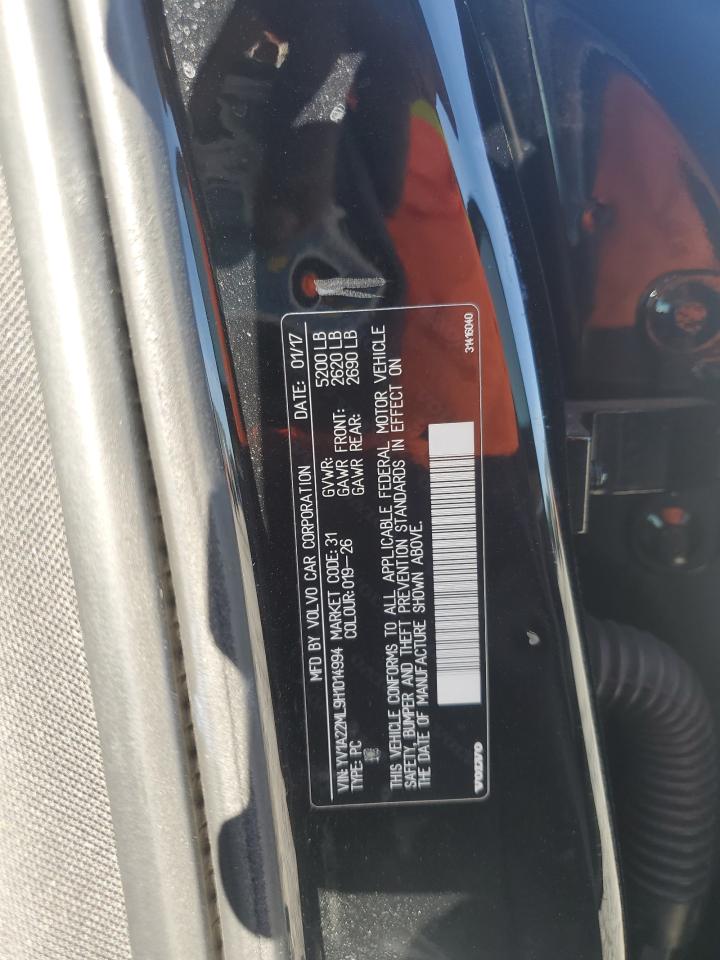 MFD BY VOLVO CAR CORPORATION DATE: 01/17
VIN: YV1A22ML9H1014994 MARKET CODE: 31 GVWR: 5200 LB
TYPE: PC COLOUR: 019-26 GAWR FRONT: 2620 LB
GAWR REAR: 2690 LB
THIS VEHICLE CONFORMS TO ALL APPLICABLE FEDERAL MOTOR VEHICLE
SAFETY, BUMPER AND THEFT PREVENTION STANDARDS IN EFFECT ON
THE DATE OF MANUFACTURE SHOWN ABOVE.
VOLVO 31416040